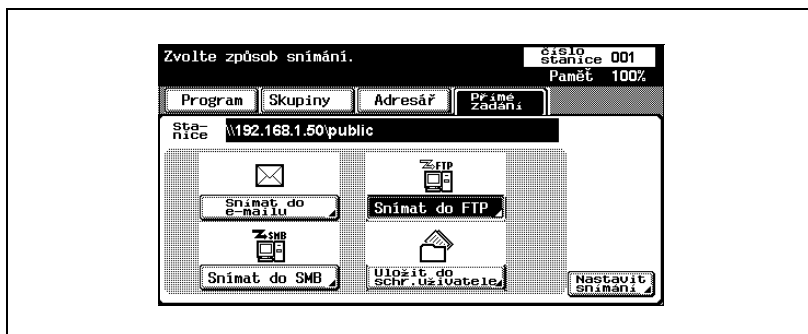 Zvolte způsob snímání.
číslo
stanice 001
Paměť 100%
Program Skupiny Adresář Přímé
zadání
Sta-
nice \\192.168.1.50\public
FTP
Snímat do
e-mailu
Snímat do FTP
SMB
Snímat do SMB
Uložit do
schr.uživatele
Nastavit
snímání